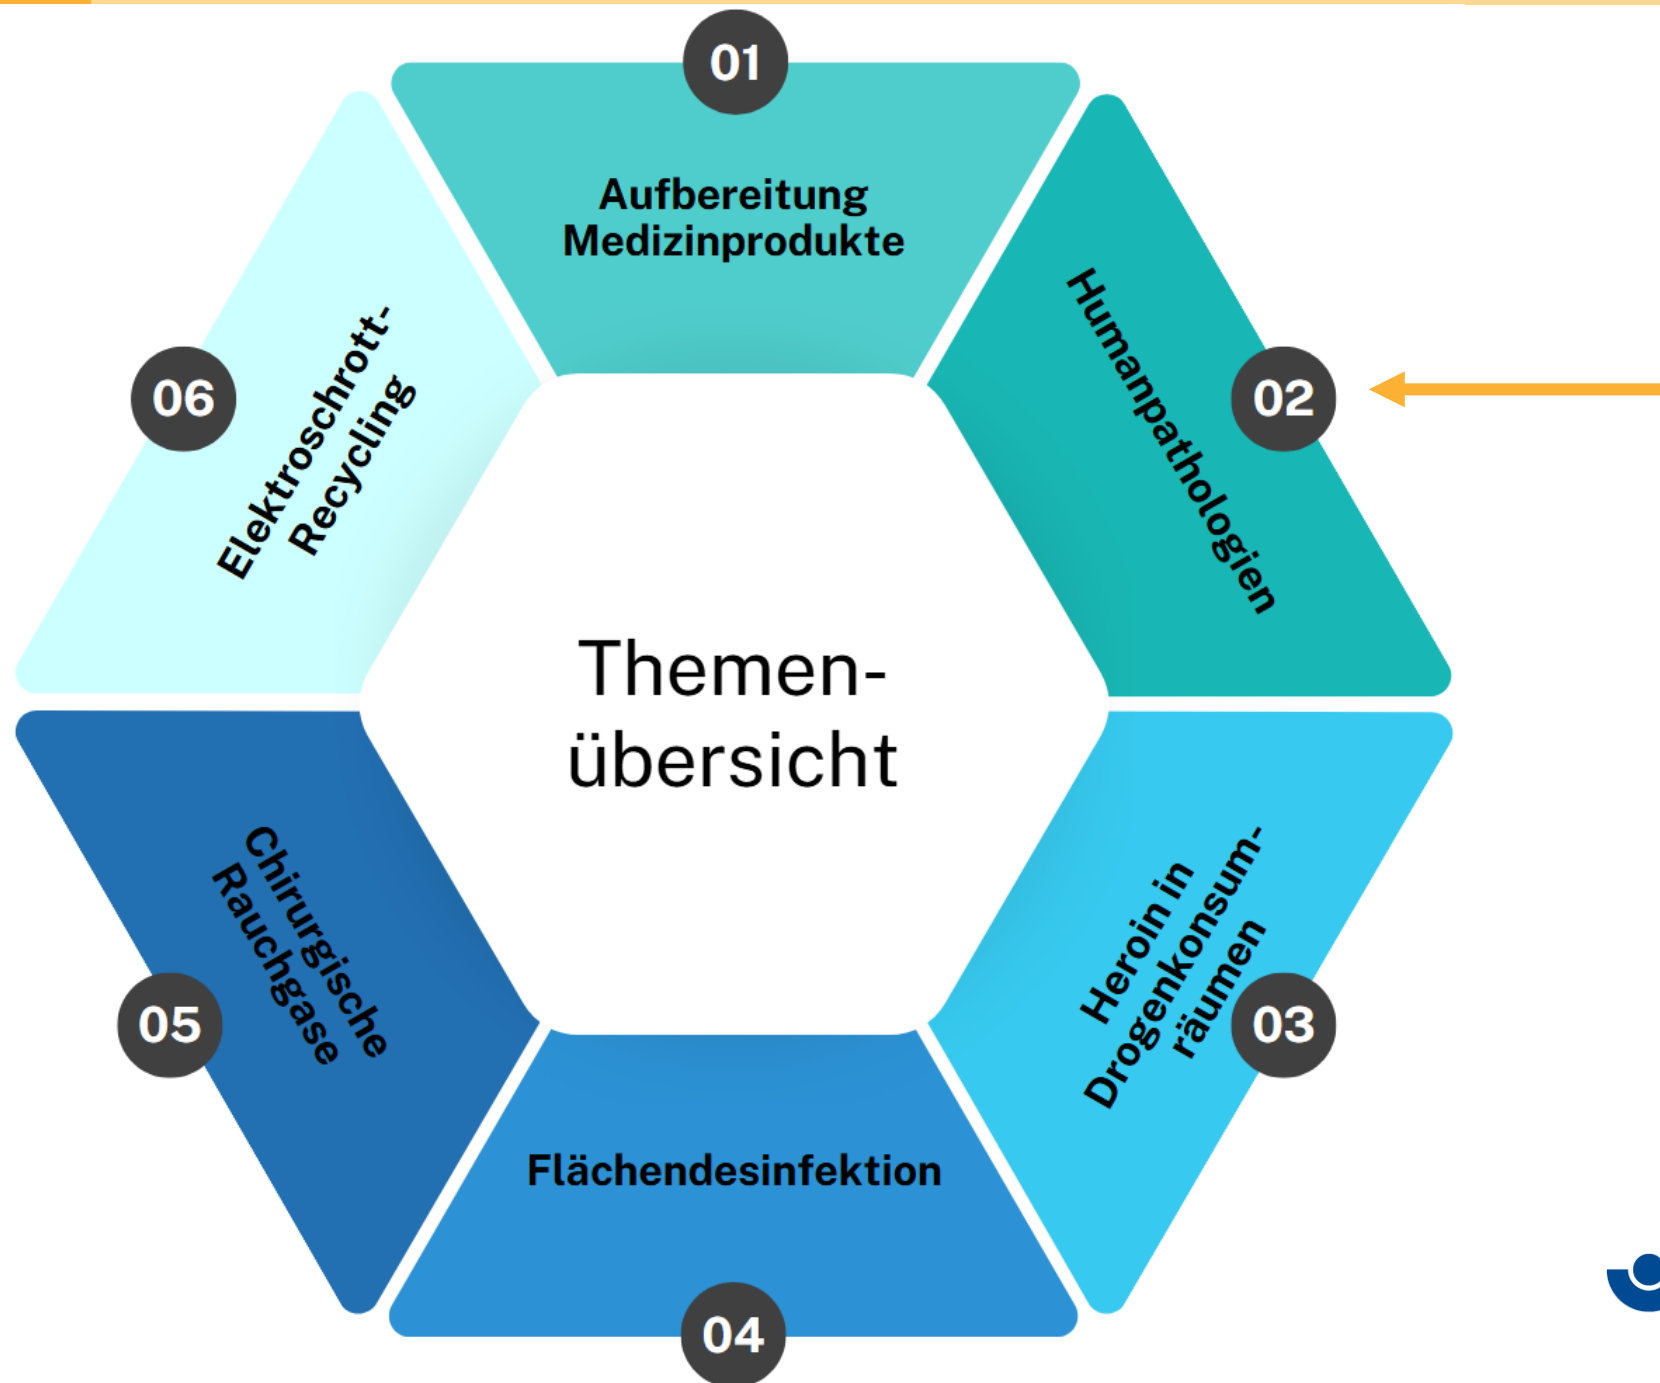 01
Aufbereitung
Medizinprodukte
02
Humanpathologien
03
Heroin in
Drogenkonsum-
räumen
04
Flächendesinfektion
05
Chirurgische
Rauchgase
06
Elektroschrott-
Recycling
Themen-
übersicht